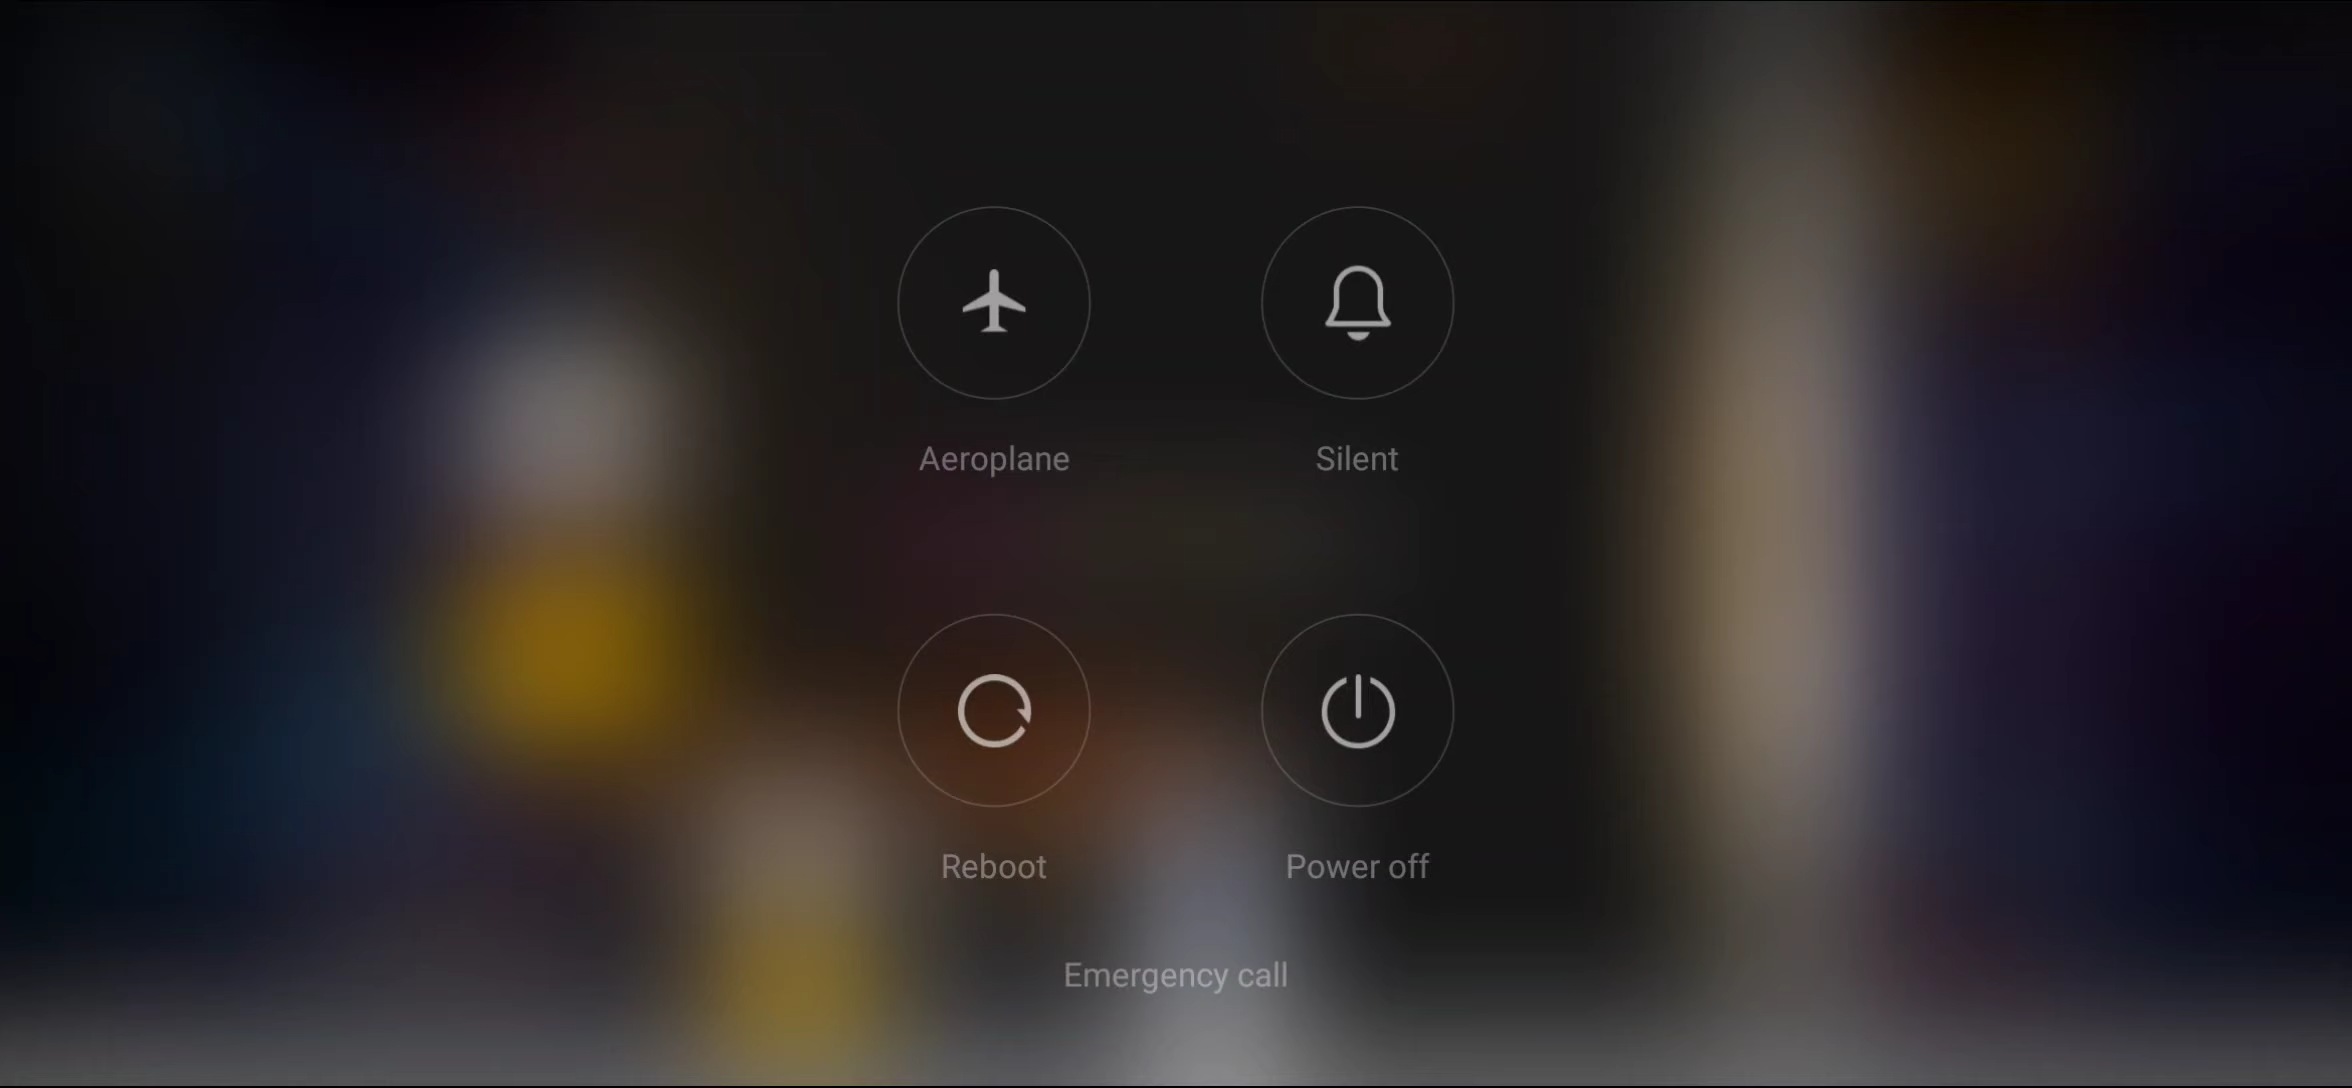 Aeroplane
Silent
Reboot
Power off
Emergency call